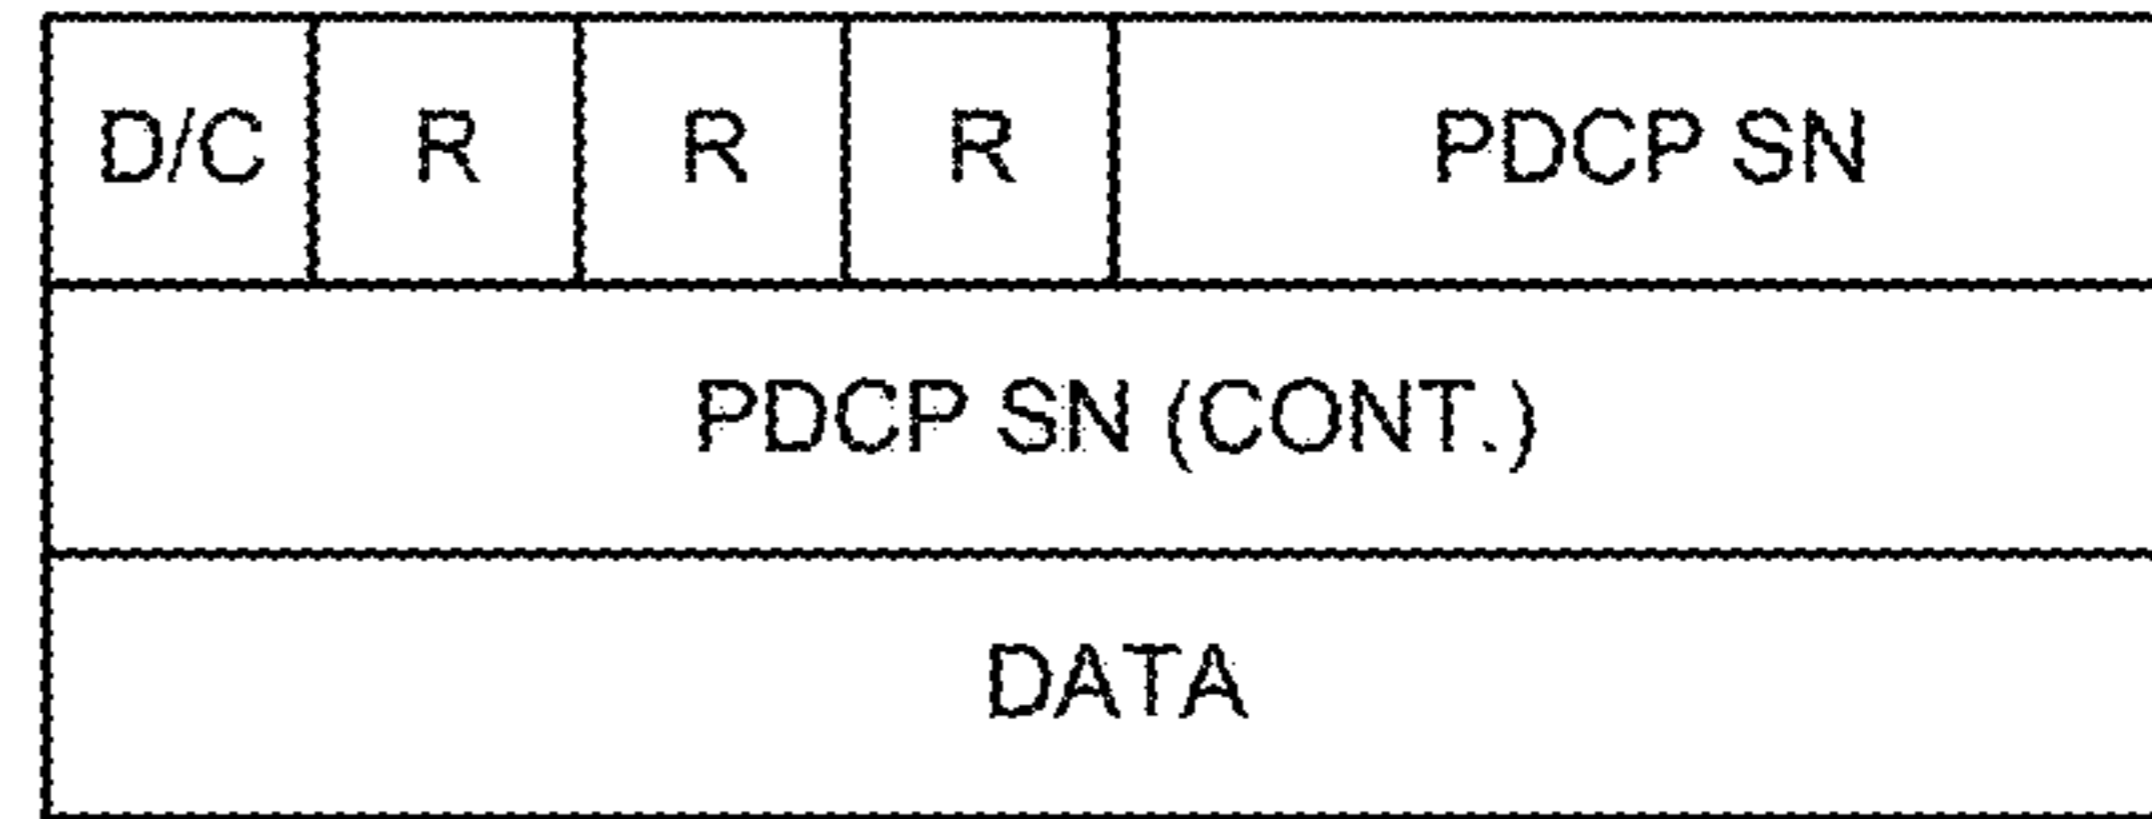 D/C R R R PDCP SN
PDCP SN (CONT.)
DATA